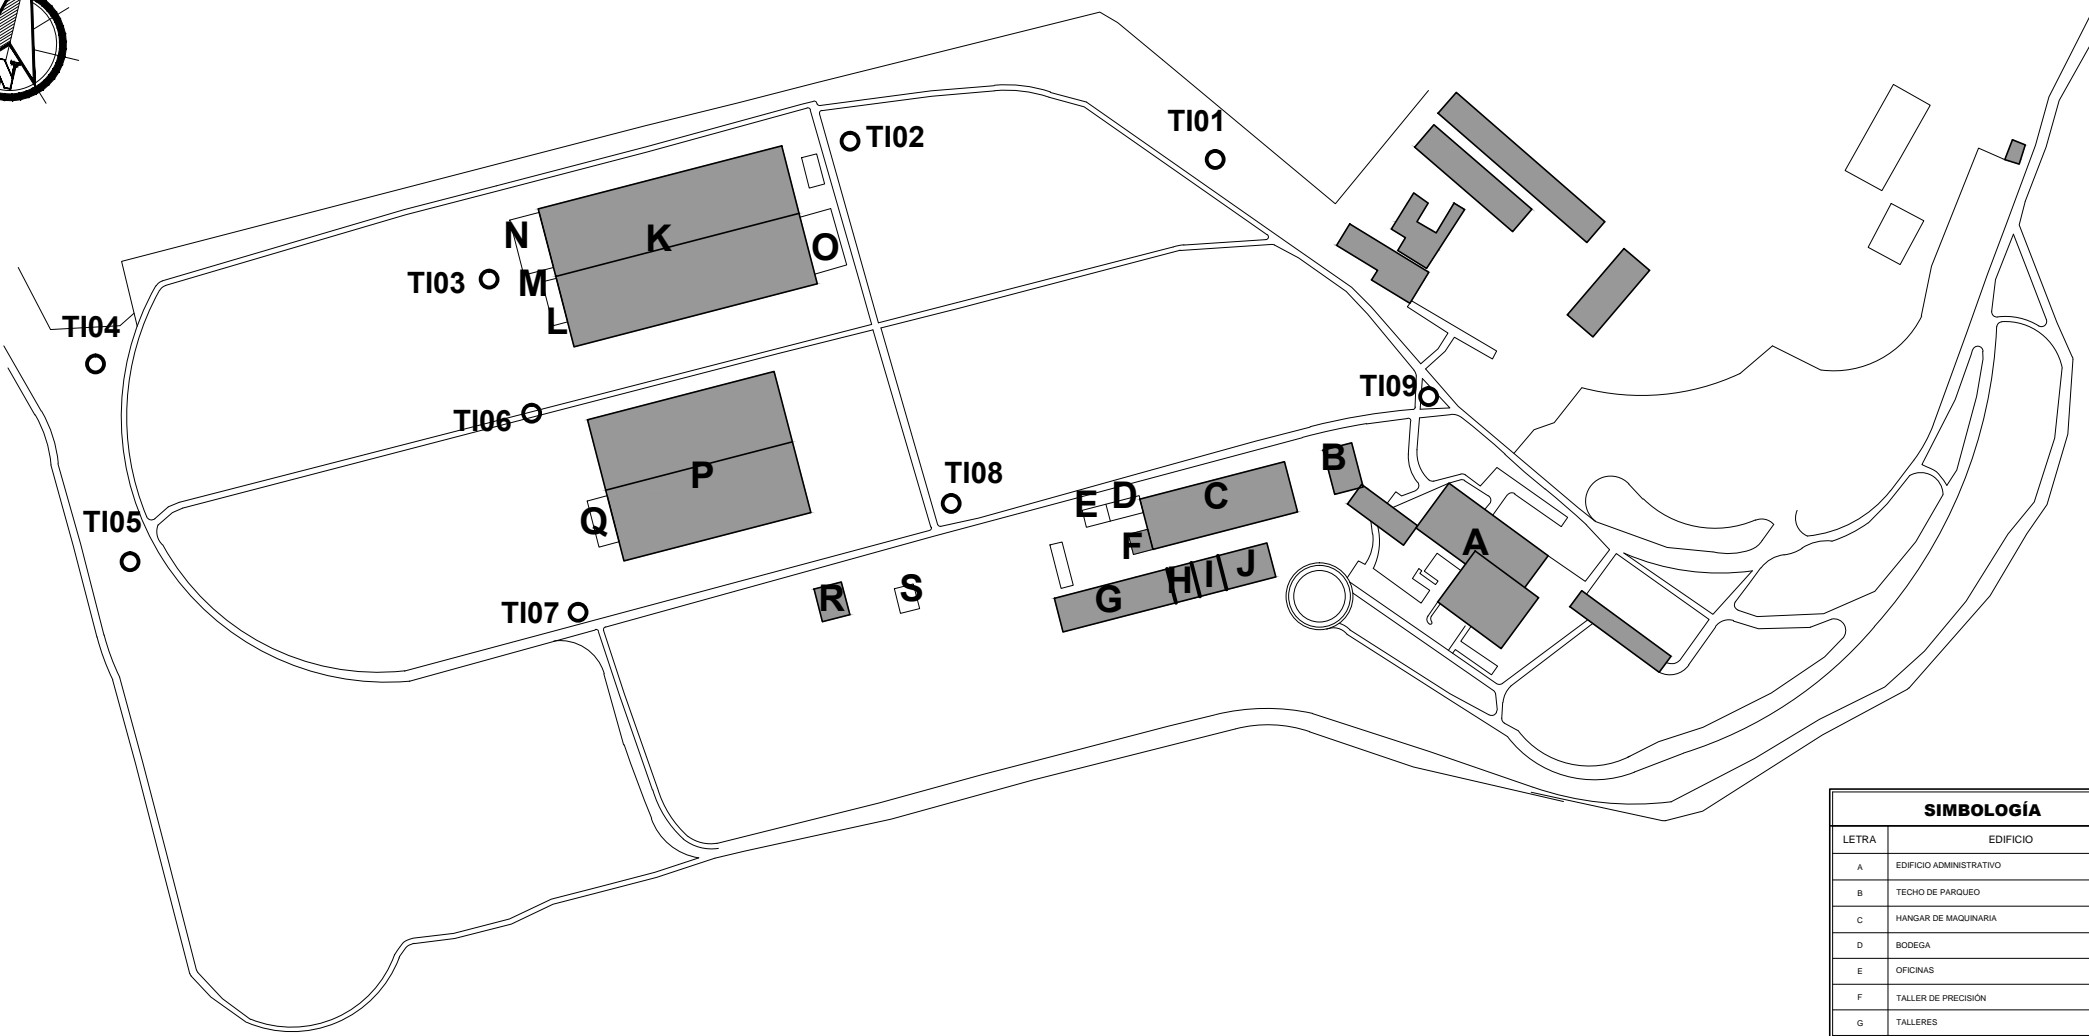 TI01
TI02
N
K
O
TI03
M
L
TI04
TI09
TI06
B
P
TI08
E
D
C
Q
TI05
F
A
H
I
J
R
S
G
TI07
SIMBOLOGÍA
LETRA EDIFICIO
A EDIFICIO ADMINISTRATIVO
B TECHO DE PARQUEO
C HANGAR DE MAQUINARIA
D BODEGA
E OFICINAS
F TALLER DE PRECISIÓN
G TALLERES